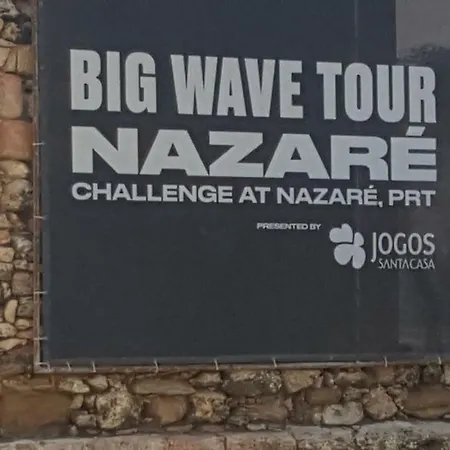 BIG WAVE TOUR
NAZARÉ
CHALLENGE AT NAZARÉ, PRT
PRESENTED BY
JOGOS
SANTACASA